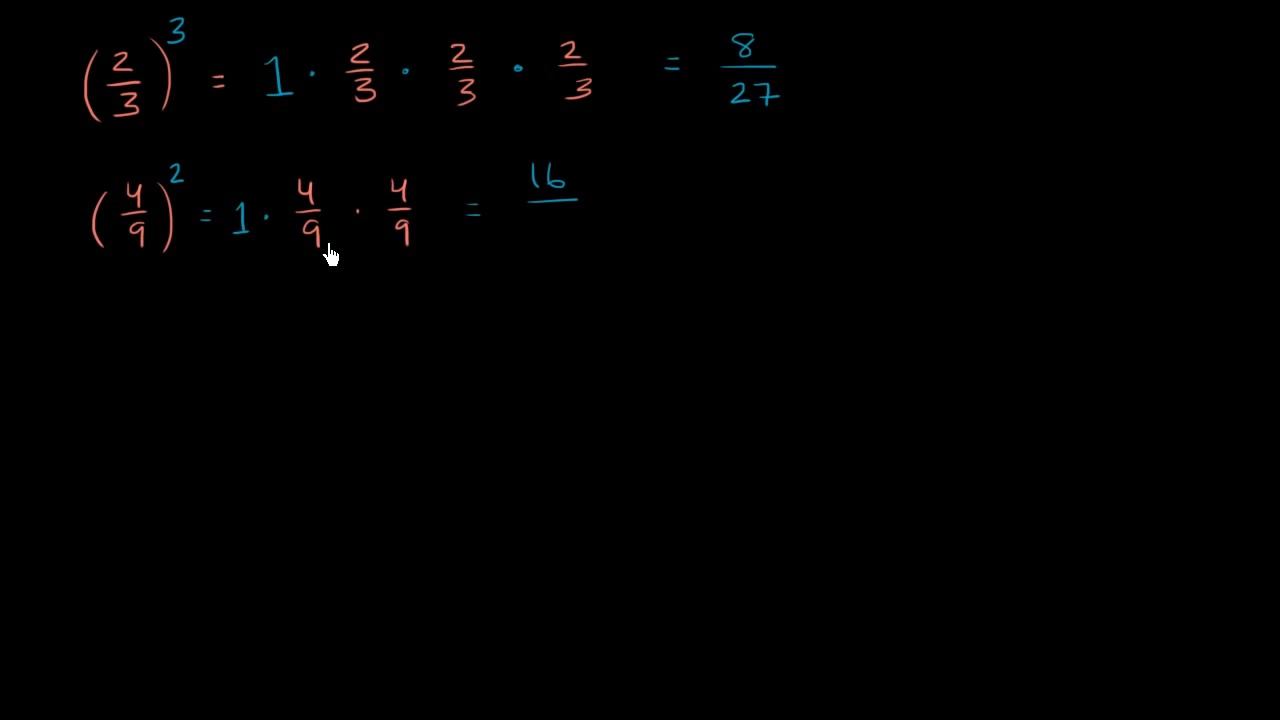 (2/3)^3 = 1 · 2/3 · 2/3 · 2/3 = 8/27
(4/9)^2 = 1 · 4/9 · 4/9 = 16/